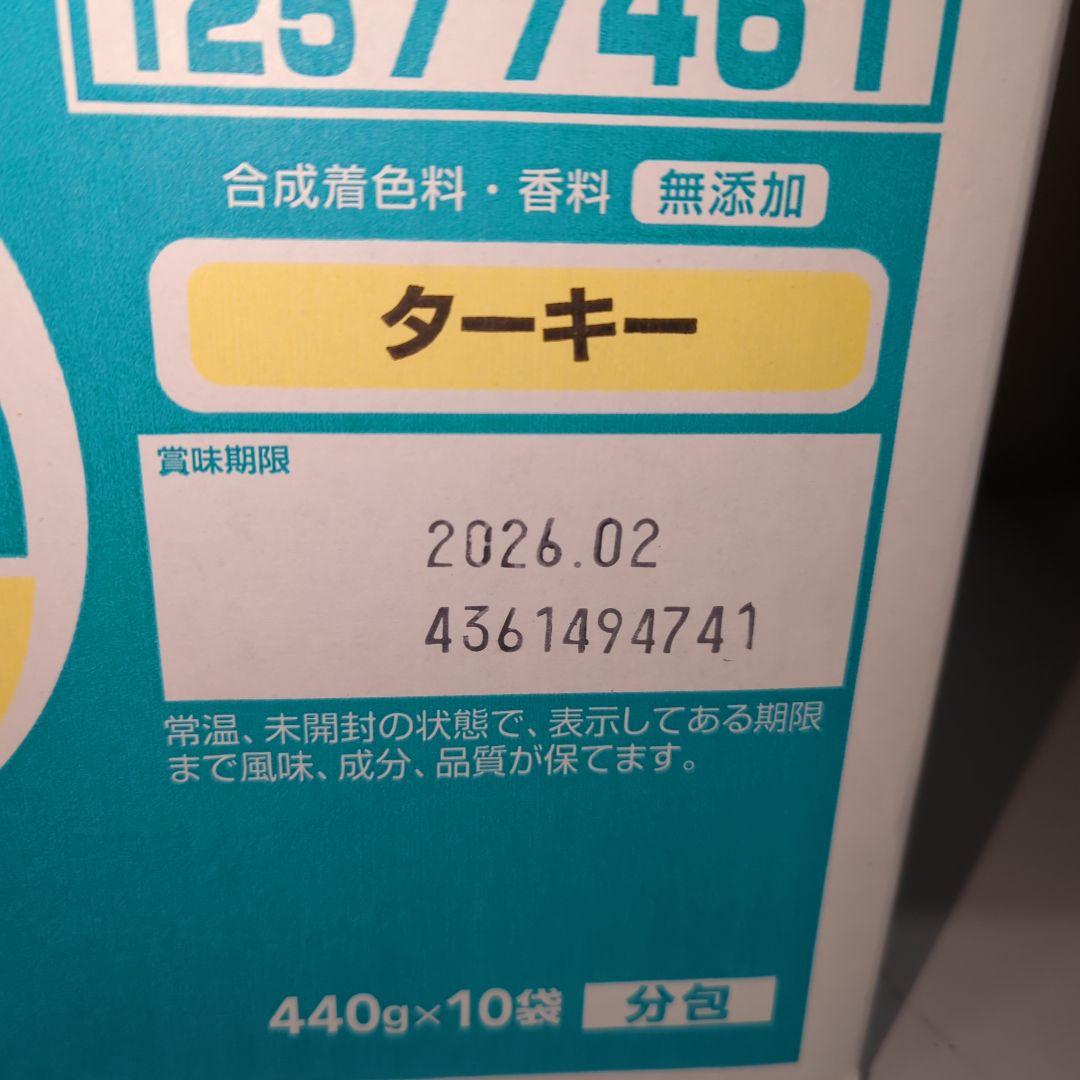 12577461
合成着色料・香料 無添加
ターキー
賞味期限
2026.02
4361494741
常温、未開封の状態で、表示してある期限
まで風味、成分、品質が保てます。
440g×10袋 分包